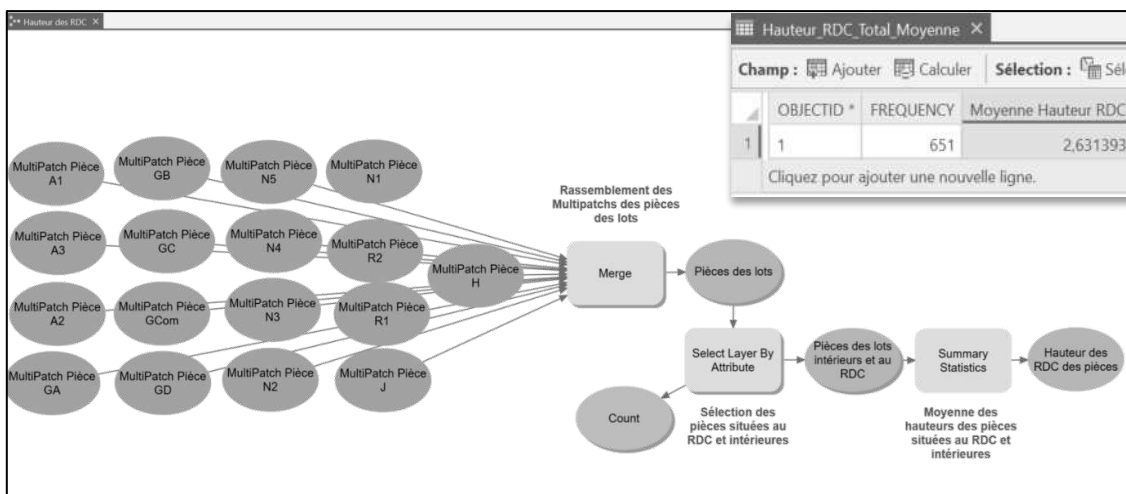 Hauteur des RDC ×
Hauteur_RDC_Total_Moyenne ×
Champ : Ajouter Calculer Sélection : Sél
OBJECTID * FREQUENCY Moyenne Hauteur RDC
1 1 651 2,631393
Cliquez pour ajouter une nouvelle ligne.
MultiPatch Pièce
A1
MultiPatch Pièce
GB
MultiPatch Pièce
N5
MultiPatch Pièce
N1
MultiPatch Pièce
A3
MultiPatch Pièce
GC
MultiPatch Pièce
N4
MultiPatch Pièce
R2
MultiPatch Pièce
H
MultiPatch Pièce
A2
MultiPatch Pièce
GCom
MultiPatch Pièce
N3
MultiPatch Pièce
R1
MultiPatch Pièce
GA
MultiPatch Pièce
GD
MultiPatch Pièce
N2
MultiPatch Pièce
J
Rassemblement des
Multipatchs des pièces
des lots
Merge
Pièces des lots
Select Layer By
Attribute
Pièces des lots
intérieurs et au
RDC
Summary
Statistics
Hauteur des
RDC des pièces
Count
Sélection des
pièces situées au
RDC et intérieures
Moyenne des
hauteurs des pièces
situées au RDC et
intérieures